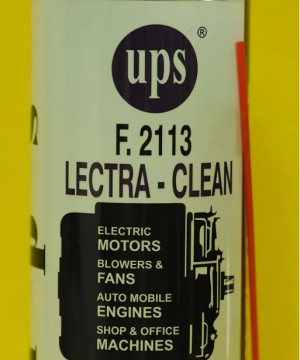 ups ®
F. 2113
LECTRA - CLEAN
ELECTRIC
MOTORS
BLOWERS &
FANS
AUTO MOBILE
ENGINES
SHOP & OFFICE
MACHINES